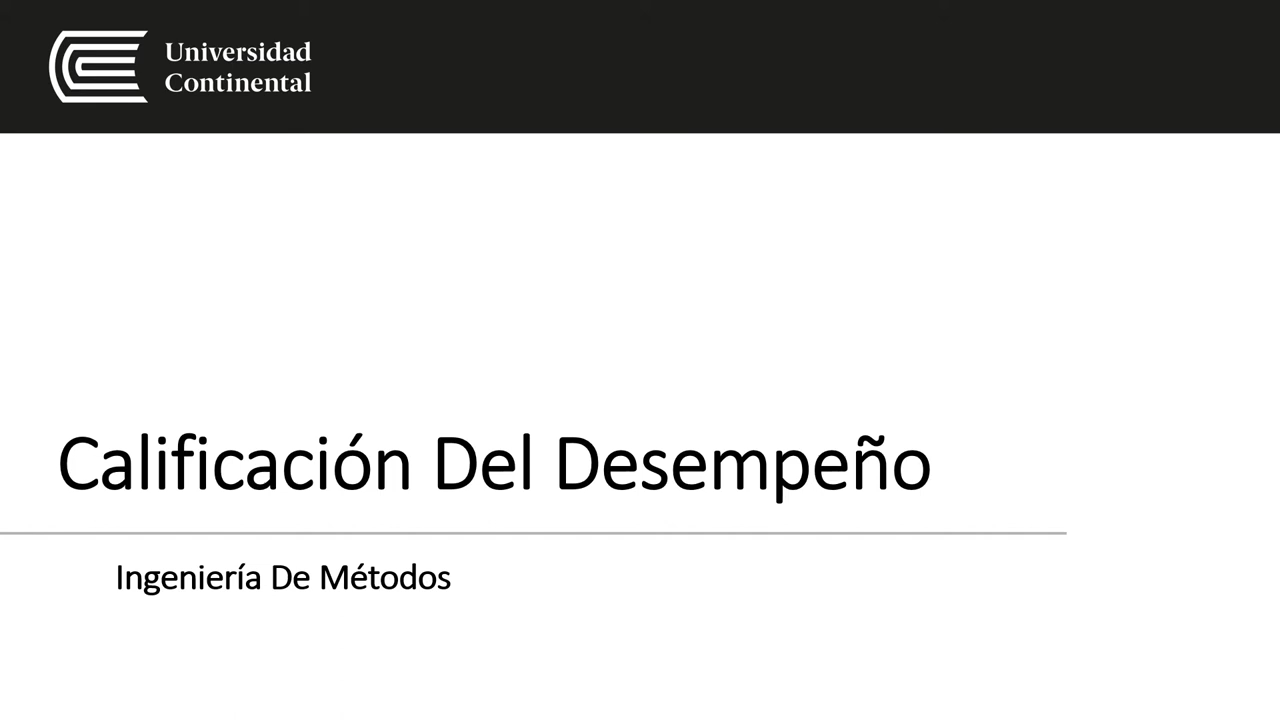 Universidad
Continental
Calificación Del Desempeño
Ingeniería De Métodos